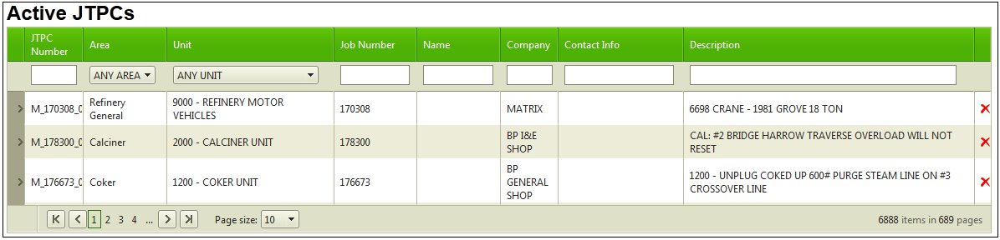 Active JTPCs
JTPC Number Area Unit Job Number Name Company Contact Info Description
ANY AREA ANY UNIT
M_170308_0 Refinery General 9000 - REFINERY MOTOR VEHICLES 170308 MATRIX 6698 CRANE - 1981 GROVE 18 TON
M_178300_0 Calciner 2000 - CALCINER UNIT 178300 BP I&E SHOP CAL: #2 BRIDGE HARROW TRAVERSE OVERLOAD WILL NOT RESET
M_176673_0 Coker 1200 - COKER UNIT 176673 BP GENERAL SHOP 1200 - UNPLUG COKED UP 600# PURGE STEAM LINE ON #3 CROSSOVER LINE
1 2 3 4 ... Page size: 10 6888 items in 689 pages